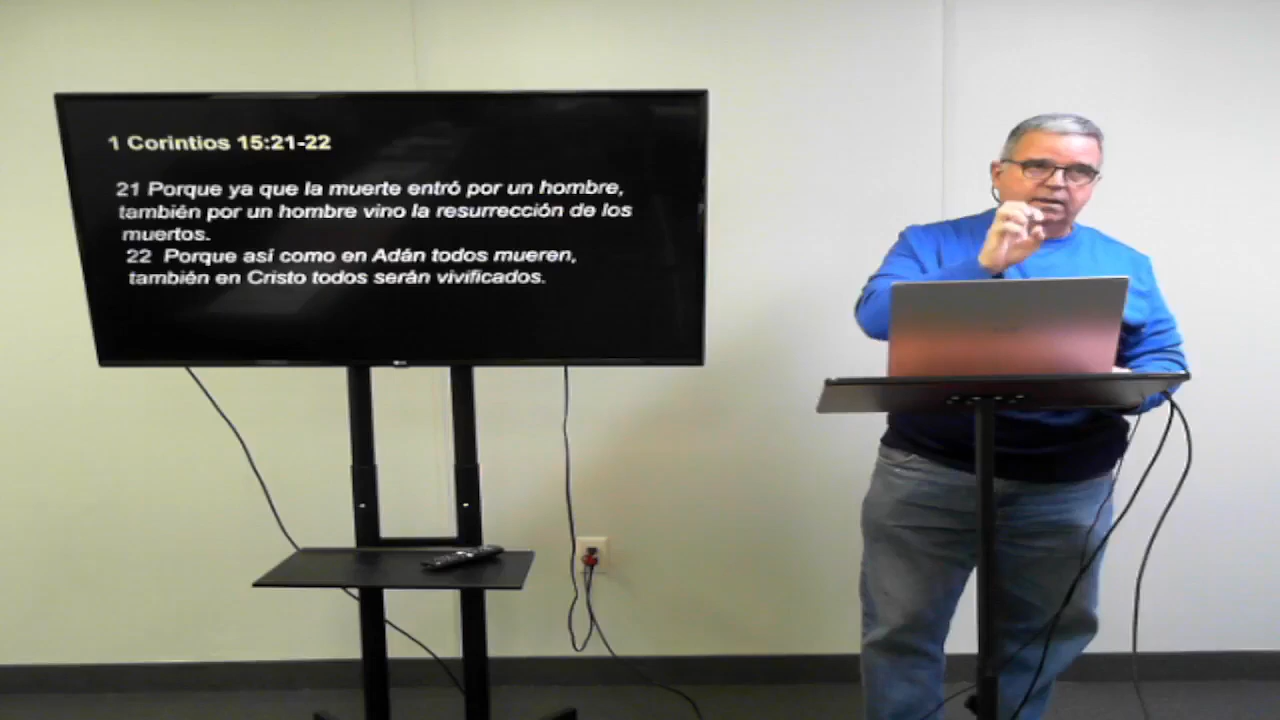 1 Corintios 15:21-22
21 Porque ya que la muerte entró por un hombre,
también por un hombre vino la resurrección de los
muertos.
22 Porque así como en Adán todos mueren,
también en Cristo todos serán vivificados.